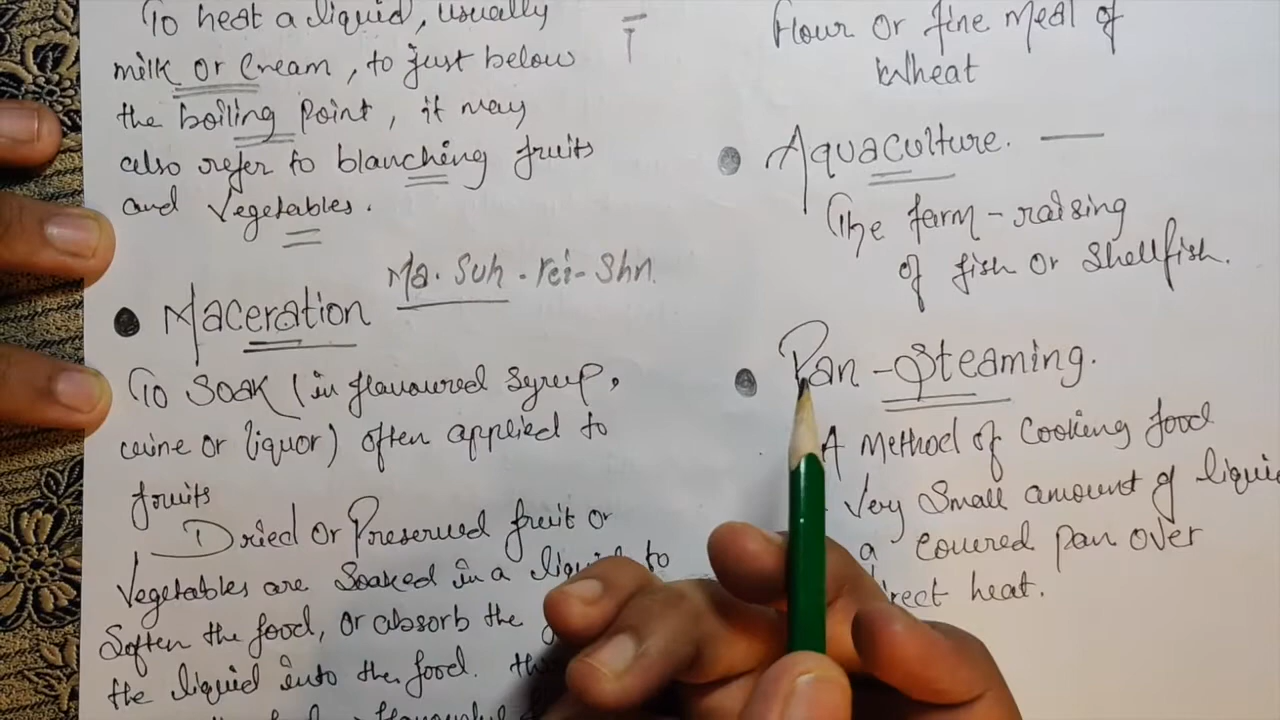 To heat a liquid, usually
milk or Cream, to just below
the boiling Point, it may
also refer to blanching fruits
and Vegetables.
Maceration Ma. Suh - rei - Shn.
To Soak (in flavoured Syrup,
wine or liquor) often applied to
fruits
Dried or Preserved fruit or
Vegetables are Soaked in a liquid to
Soften the food, or absorb the
the liquid into the food.
Flour or fine Meal of
Wheat
Aquaculture. —
The farm - raising
of fish or Shellfish.
Pan - Steaming.
A Method of Cooking food
Very Small amount of liquid
a Covered pan over
heat.